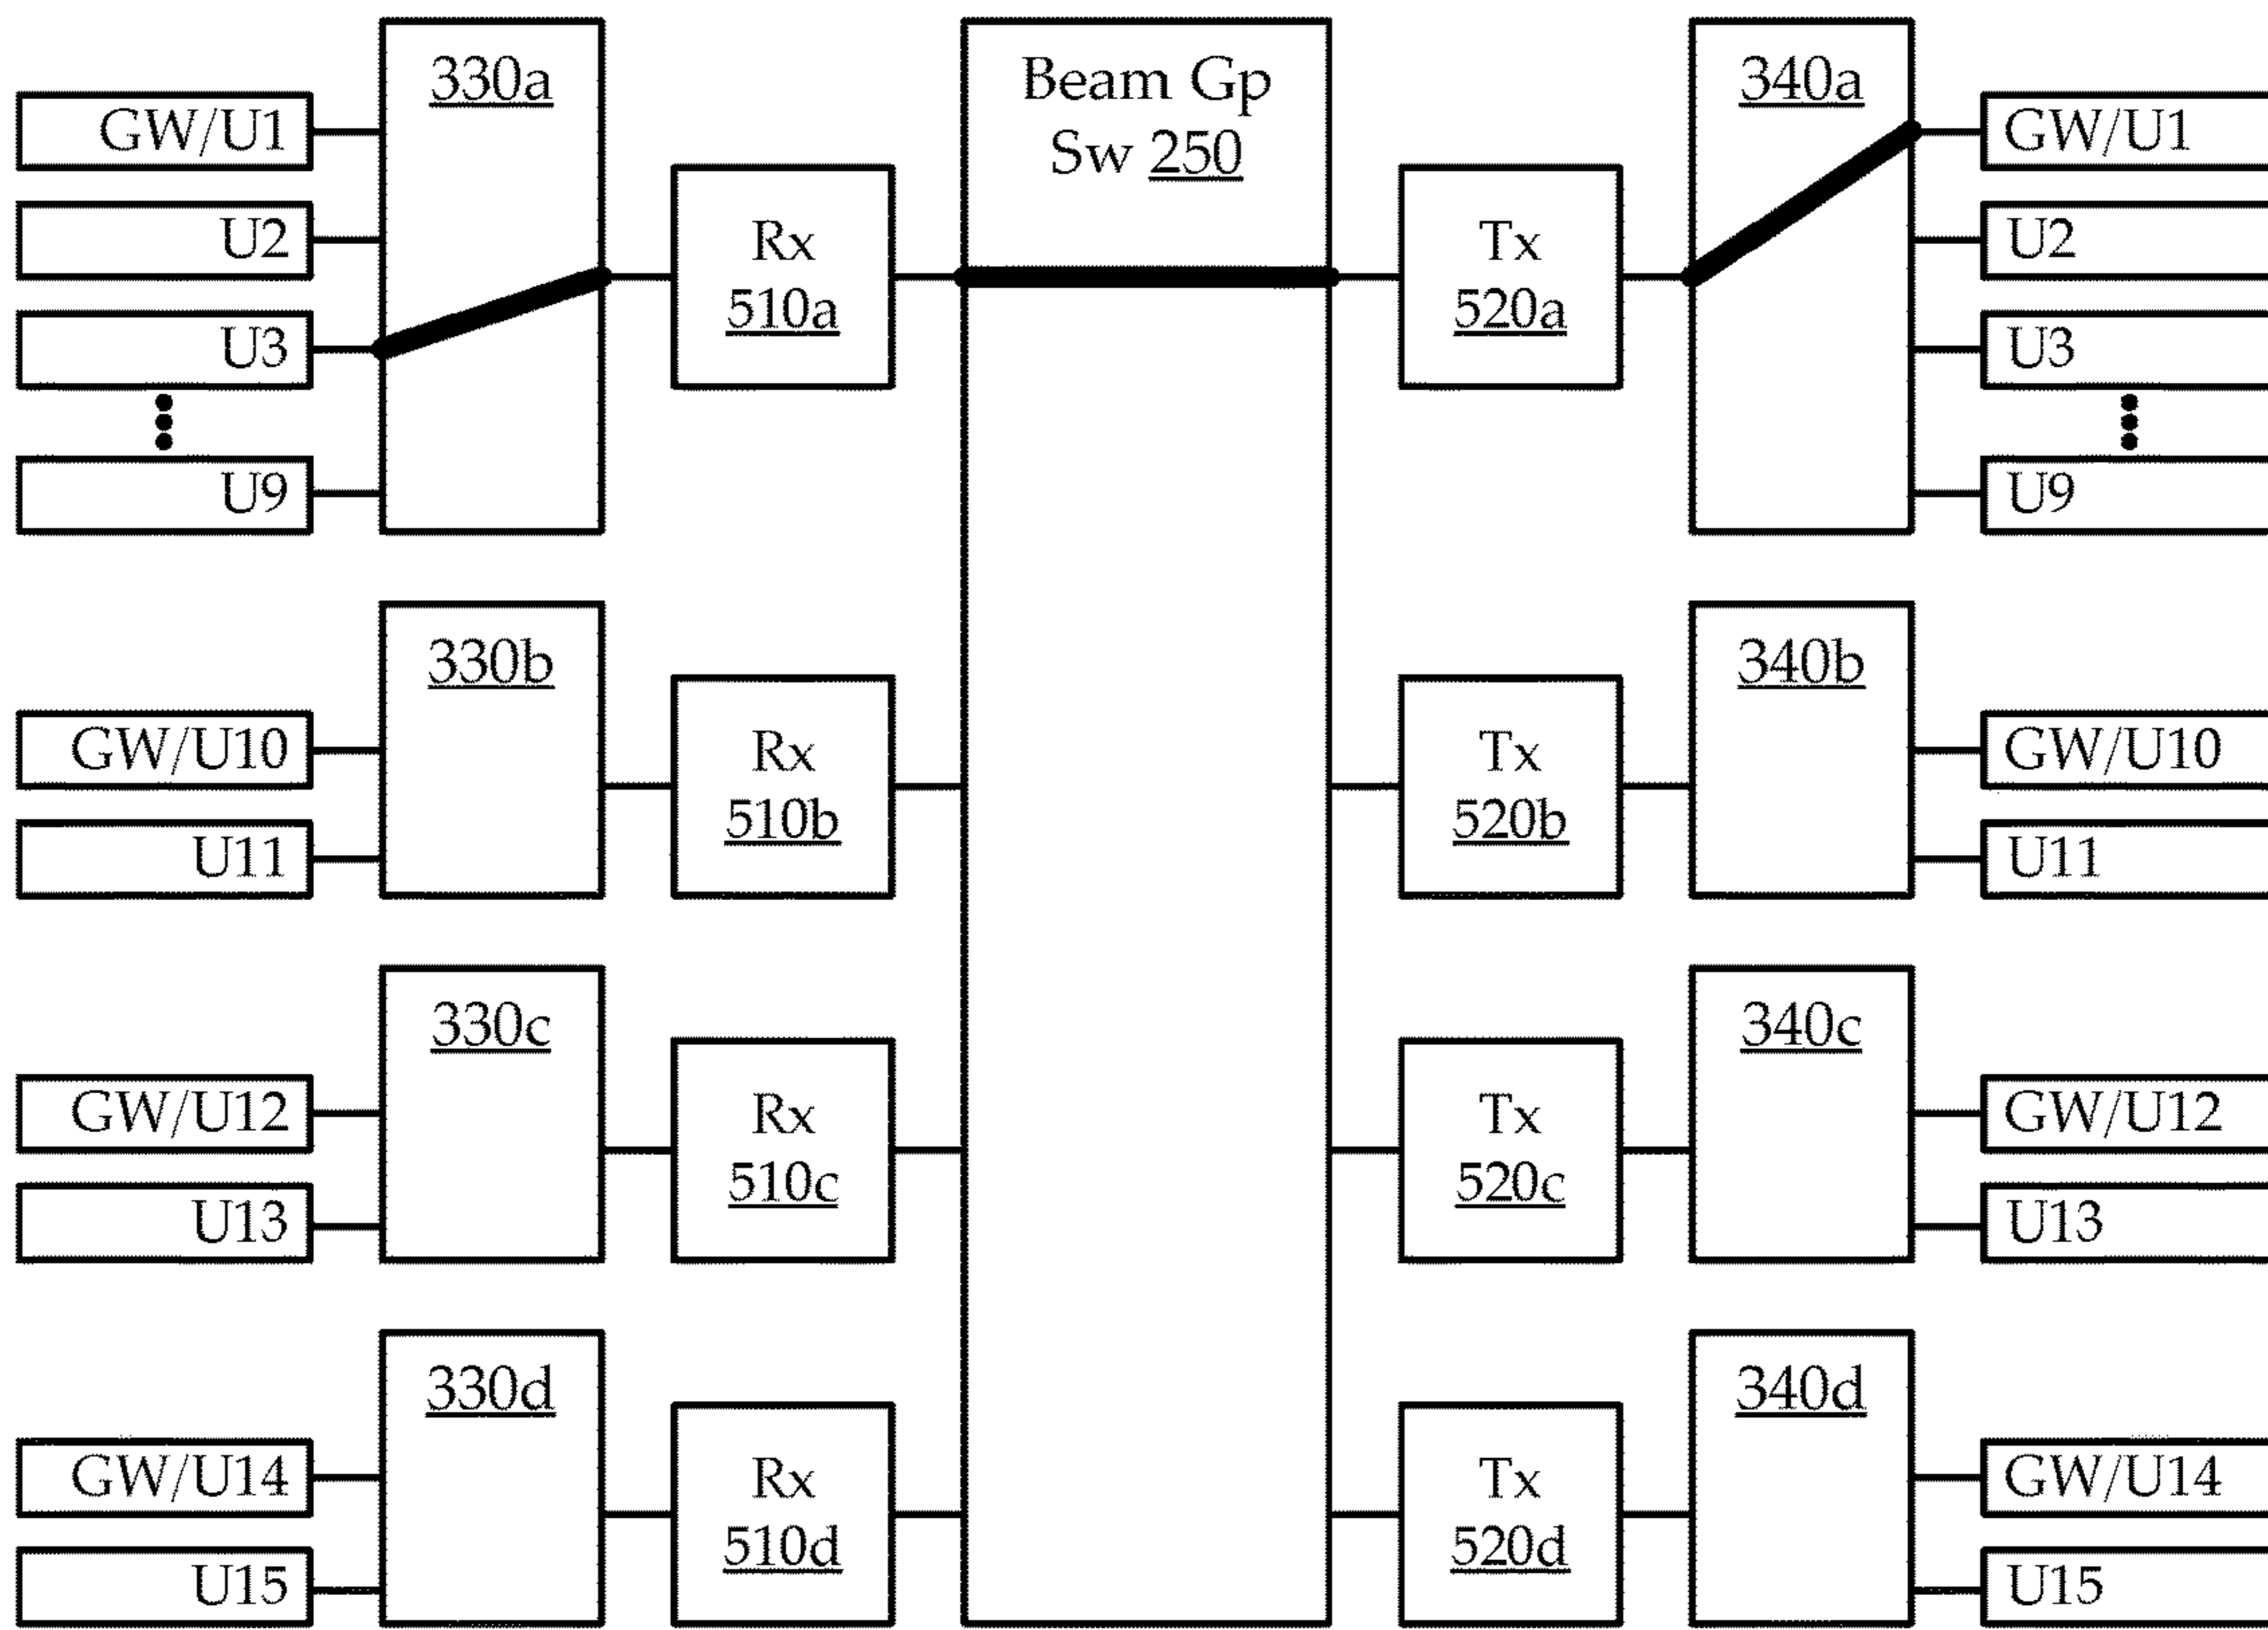 330a
Beam Gp
Sw 250
340a
GW/U1
GW/U1
U2
Rx
510a
Tx
520a
U2
U3
U3
U9
U9
330b
340b
GW/U10
Rx
510b
Tx
520b
GW/U10
U11
U11
330c
340c
GW/U12
Rx
510c
Tx
520c
GW/U12
U13
U13
330d
340d
GW/U14
Rx
510d
Tx
520d
GW/U14
U15
U15